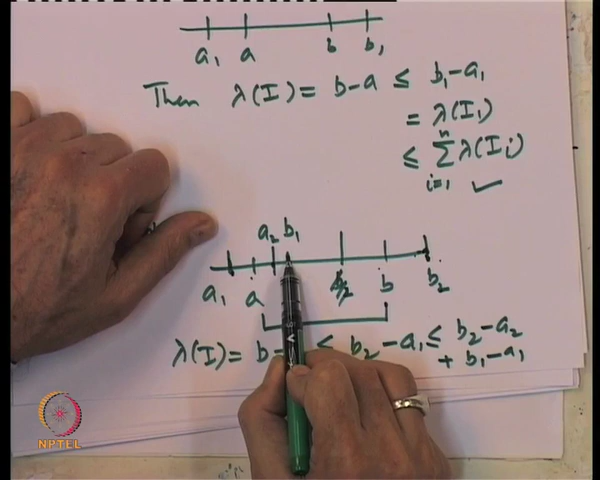 a₁ a b b₁
Then λ(I) = b-a ≤ b₁-a₁
= λ(I₁)
≤ Σⁿᵢ₌₁ λ(Iᵢ) ✓
a₂ b₁
a₁ a b b₂
λ(I) = b- ≤ b₂-a₁ ≤ b₂-a₂
+ b₁-a₁
NPTEL